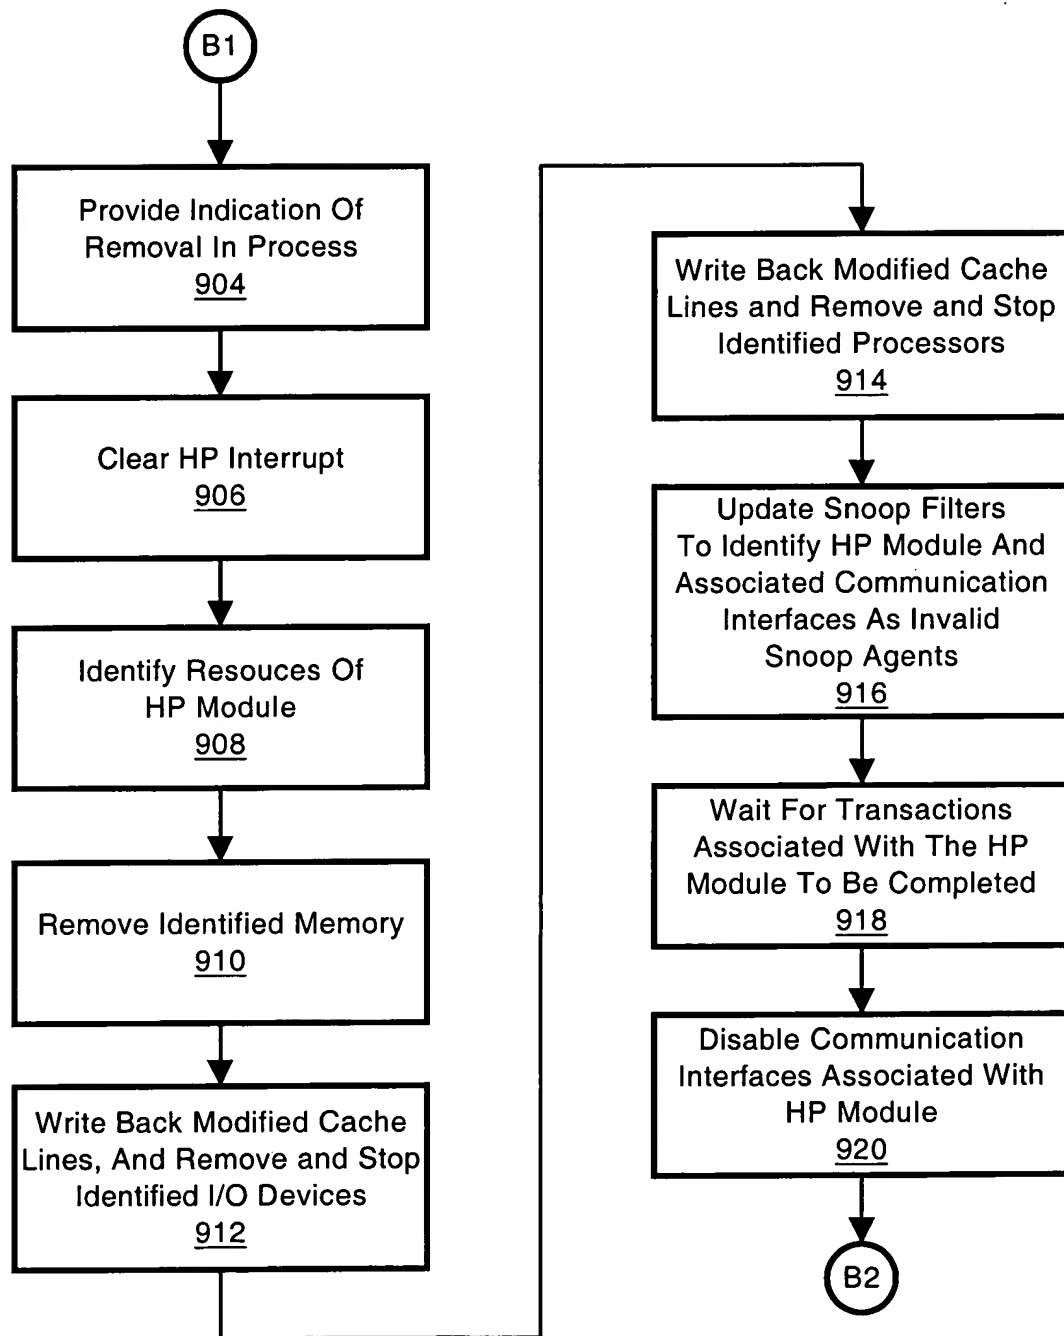 B1
Provide Indication Of
Removal In Process
904
Clear HP Interrupt
906
Identify Resouces Of
HP Module
908
Remove Identified Memory
910
Write Back Modified Cache
Lines, And Remove and Stop
Identified I/O Devices
912
Write Back Modified Cache
Lines and Remove and Stop
Identified Processors
914
Update Snoop Filters
To Identify HP Module And
Associated Communication
Interfaces As Invalid
Snoop Agents
916
Wait For Transactions
Associated With The HP
Module To Be Completed
918
Disable Communication
Interfaces Associated With
HP Module
920
B2